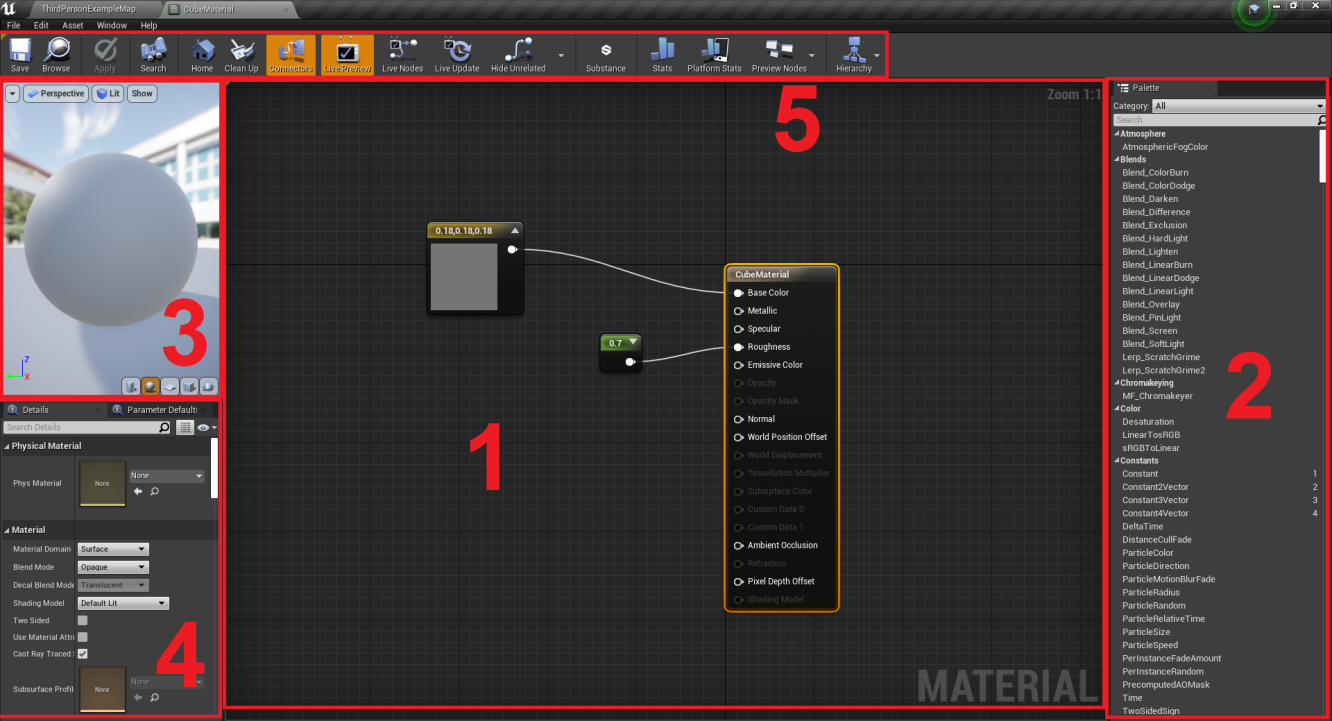 ThirdPersonExampleMap
CubeMaterial
File Edit Asset Window Help
Save Browse Apply Search Home Clean Up Connectors Live Preview Live Nodes Live Update Hide Unrelated Substance Stats Platform Stats Preview Nodes Hierarchy
5
Perspective Lit Show
3
Z
X
Zoom 1:1
0.18,0.18,0.18
0.7
CubeMaterial
Base Color
Metallic
Specular
Roughness
Emissive Color
Opacity
Opacity Mask
Normal
World Position Offset
World Displacement
Tessellation Multiplier
Subsurface Color
Custom Data 0
Custom Data 1
Ambient Occlusion
Refraction
Pixel Depth Offset
Shading Model
1
MATERIAL
Details
Parameter Default
Search Details
Physical Material
Phys Material
None
None
Material
Material Domain Surface
Blend Mode Opaque
Decal Blend Mode Translucent
Shading Model Default Lit
Two Sided
Use Material Attri
Cast Ray Traced
Subsurface Profil
None
None
4
Palette
Category: All
Search
Atmosphere
AtmosphericFogColor
Blends
Blend_ColorBurn
Blend_ColorDodge
Blend_Darken
Blend_Difference
Blend_Exclusion
Blend_HardLight
Blend_Lighten
Blend_LinearBurn
Blend_LinearDodge
Blend_LinearLight
Blend_Overlay
Blend_PinLight
Blend_Screen
Blend_SoftLight
Lerp_ScratchGrime
Lerp_ScratchGrime2
Chromakeying
MF_Chromakeyer
Color
Desaturation
LinearTosRGB
sRGBToLinear
Constants
Constant 1
Constant2Vector 2
Constant3Vector 3
Constant4Vector 4
DeltaTime
DistanceCullFade
ParticleColor
ParticleDirection
ParticleMotionBlurFade
ParticleRadius
ParticleRandom
ParticleRelativeTime
ParticleSize
ParticleSpeed
PerInstanceFadeAmount
PerInstanceRandom
PrecomputedAOMask
Time
TwoSidedSign
2